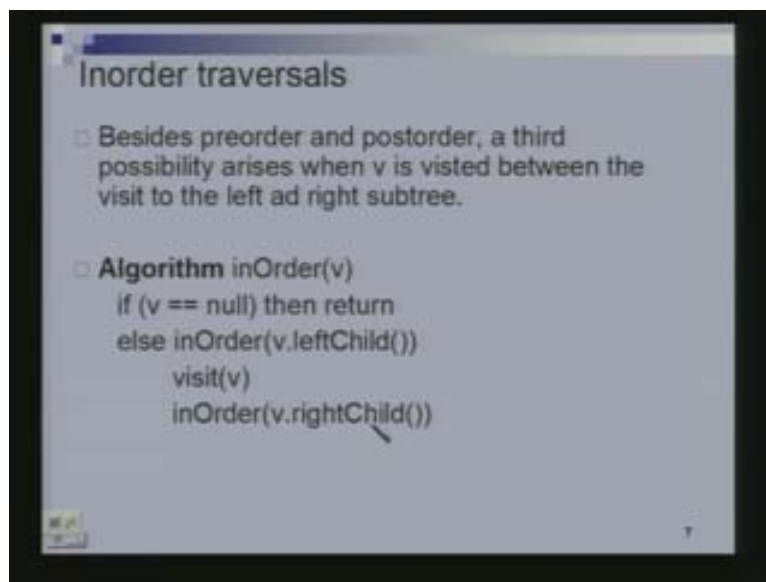 Inorder traversals
Besides preorder and postorder, a third
possibility arises when v is visted between the
visit to the left ad right subtree.
Algorithm inOrder(v)
if (v == null) then return
else inOrder(v.leftChild())
visit(v)
inOrder(v.rightChild())
7